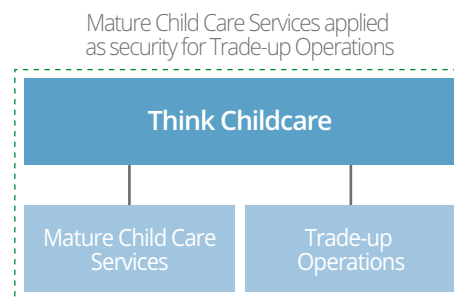 Mature Child Care Services applied
as security for Trade-up Operations
Think Childcare
Mature Child Care
Services
Trade-up
Operations